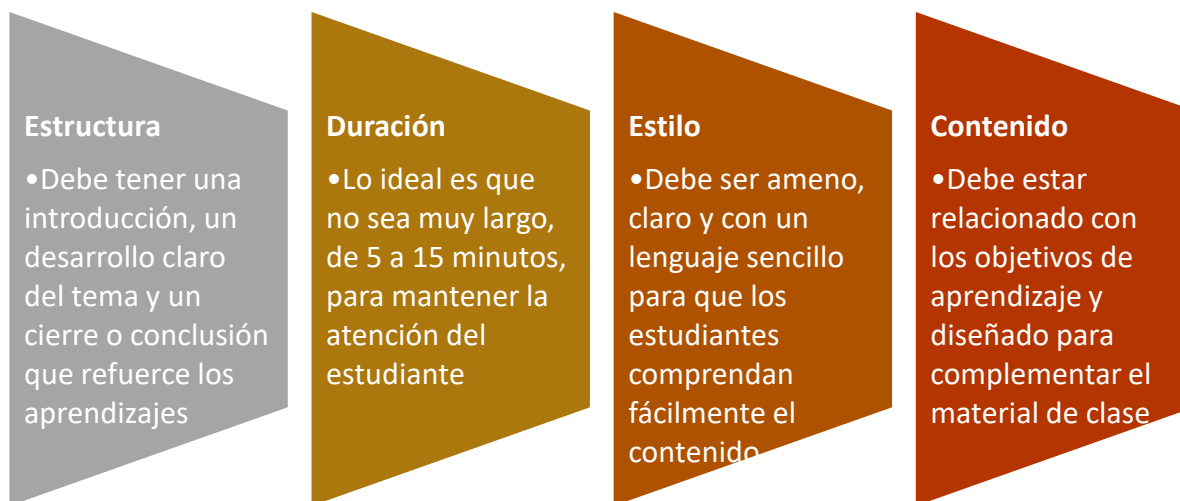 Estructura
•Debe tener una
introducción, un
desarrollo claro
del tema y un
cierre o conclusión
que refuerce los
aprendizajes
Duración
•Lo ideal es que
no sea muy largo,
de 5 a 15 minutos,
para mantener la
atención del
estudiante
Estilo
•Debe ser ameno,
claro y con un
lenguaje sencillo
para que los
estudiantes
comprendan
fácilmente el
contenido
Contenido
•Debe estar
relacionado con
los objetivos de
aprendizaje y
diseñado para
complementar el
material de clase